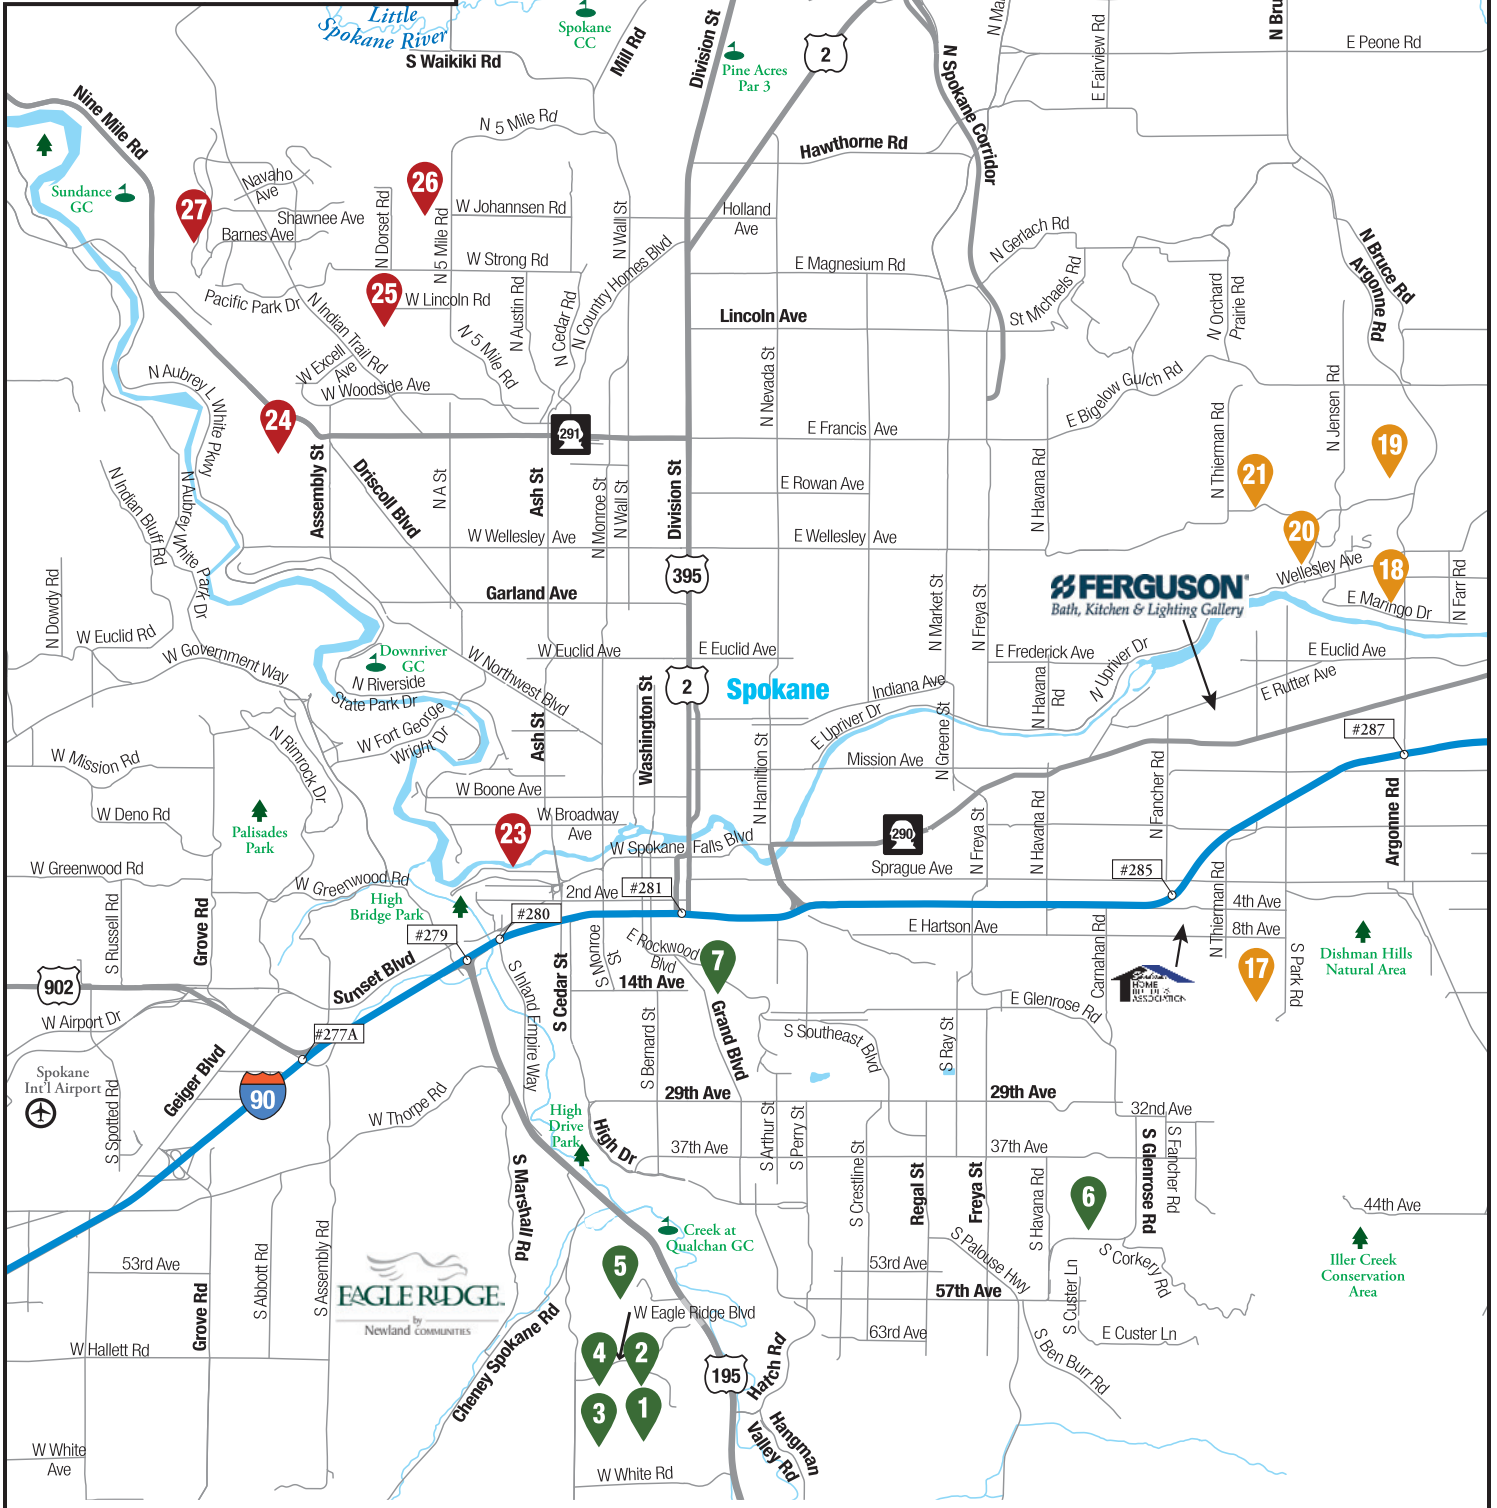 Little
Spokane River
Spokane
CC
S Waikiki Rd
Mill Rd
Division St
Pine Acres
Par 3
2
N Spokane Corridor
N Ma
E Fairview Rd
N Bru
E Peone Rd
Nine Mile Rd
Sundance
GC
N 5 Mile Rd
Hawthorne Rd
27
Navaho
Ave
Shawnee Ave
Barnes Ave
N Dorset Rd
26
N 5 Mile Rd
W Johannsen Rd
N Wall St
Holland
Ave
N Gerlach Rd
N Bruce Rd
Argonne Rd
W Strong Rd
N Country Homes Blvd
E Magnesium Rd
St Michaels Rd
N Orchard
Prairie Rd
Pacific Park Dr
N Indian Trail Rd
25
W Lincoln Rd
N Austin Rd
N Cedar Rd
Lincoln Ave
N 5 Mile Rd
W Excell
Ave
W Woodside Ave
N Aubrey L White Pkwy
N Nevada St
E Bigelow Gulch Rd
N Jensen Rd
N Thierman Rd
24
291
E Francis Ave
19
Assembly St
Driscoll Blvd
N A St
Ash St
N Monroe St
N Wall St
Division St
E Rowan Ave
N Havana Rd
21
N Indian Bluff Rd
N Aubrey White Park Dr
W Wellesley Ave
E Wellesley Ave
20
Wellesley Ave
18
N Dowdy Rd
Garland Ave
395
N Market St
N Freya St
FERGUSON
Bath, Kitchen & Lighting Gallery
E Maringo Dr
N Farr Rd
W Euclid Rd
W Government Way
Downriver
GC
N Riverside
State Park Dr
W Northwest Blvd
W Euclid Ave
E Euclid Ave
E Frederick Ave
N Upriver Dr
E Euclid Ave
E Rutter Ave
2
Spokane
Indiana Ave
N Havana
Rd
W Fort George
Wright Dr
Ash St
Washington St
E Upriver Dr
N Greene St
#287
W Mission Rd
N Rimrock Dr
N Hamiltion St
Mission Ave
N Fancher Rd
Argonne Rd
W Boone Ave
W Deno Rd
Palisades
Park
23
W Broadway
Ave
N Freya St
N Havana Rd
290
W Spokane Falls Blvd
Sprague Ave
W Greenwood Rd
W Greenwood Rd
#285
N Thierman Rd
High
Bridge Park
2nd Ave
#281
4th Ave
S Russell Rd
Grove Rd
#280
#279
E Hartson Ave
8th Ave
Sunset Blvd
S Monroe
St
E Rockwood
Blvd
7
Carnahan Rd
17
S Park Rd
Dishman Hills
Natural Area
902
S Inland Empire Way
S Cedar St
14th Ave
HOME
BUILDERS
ASSOCIATION
W Airport Dr
#277A
E Glenrose Rd
Grand Blvd
S Southeast Blvd
S Ray St
S Bernard St
Spokane
Int'l Airport
Geiger Blvd
S Spotted Rd
90
W Thorpe Rd
29th Ave
29th Ave
32nd Ave
High
Drive
Park
High Dr
37th Ave
S Arthur St
S Perry St
37th Ave
S Glenrose Rd
S Fancher Rd
S Marshall Rd
S Crestline St
Regal St
Freya St
S Havana Rd
6
44th Ave
Creek at
Qualchan GC
S Palouse Hwy
S Corkery Rd
Iller Creek
Conservation
Area
53rd Ave
S Abbott Rd
S Assembly Rd
EAGLE RIDGE
by
Newland COMMUNITIES
5
53rd Ave
57th Ave
S Custer Ln
Grove Rd
W Eagle Ridge Blvd
63rd Ave
E Custer Ln
W Hallett Rd
Cheney Spokane Rd
4
2
195
Hatch Rd
S Ben Burr Rd
3
1
Hangman
Valley Rd
W White
Ave
W White Rd